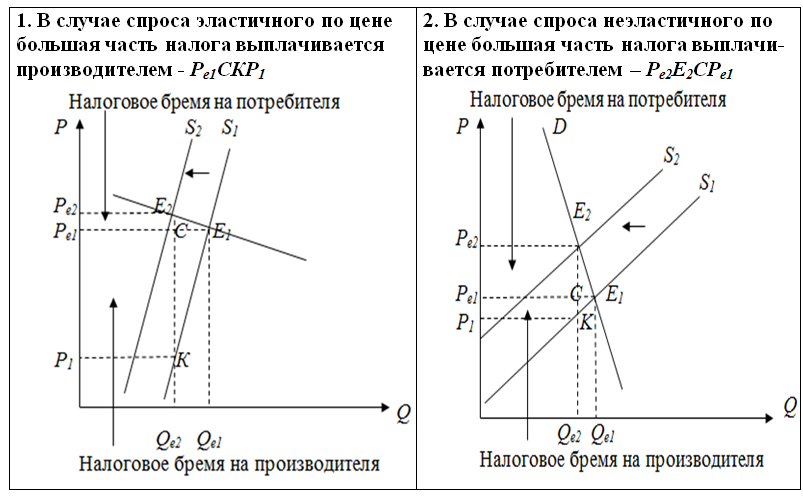 1. В случае спроса эластичного по цене
большая часть налога выплачивается
производителем - Pe1CKP1
Налоговое бремя на потребителя
P
S2
S1
Pe2
E2
Pe1
C
E1
P1
К
Q
Qe2
Qe1
Налоговое бремя на производителя
2. В случае спроса неэластичного по
цене большая часть налога выплачи-
вается потребителем – Pe2E2CPe1
Налоговое бремя на потребителя
P
D
S2
S1
E2
Pe2
Pe1
C
E1
P1
K
Q
Qe2
Qe1
Налоговое бремя на производителя